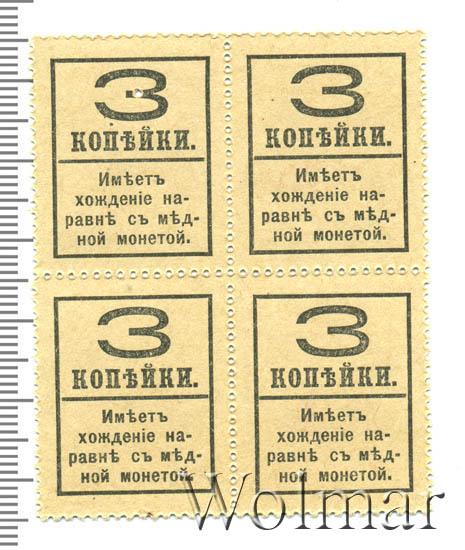 3
КОПѢЙКИ.
Имѣетъ
хожденіе на-
равнѣ съ мѣд-
ной монетой.
3
КОПѢЙКИ.
Имѣетъ
хожденіе на-
равнѣ съ мѣд-
ной монетой.
3
КОПѢЙКИ.
Имѣетъ
хожденіе на-
равнѣ съ мѣд-
ной монетой.
3
КОПѢЙКИ.
Имѣетъ
хожденіе на-
равнѣ съ мѣд-
ной монетой.
Wolmar